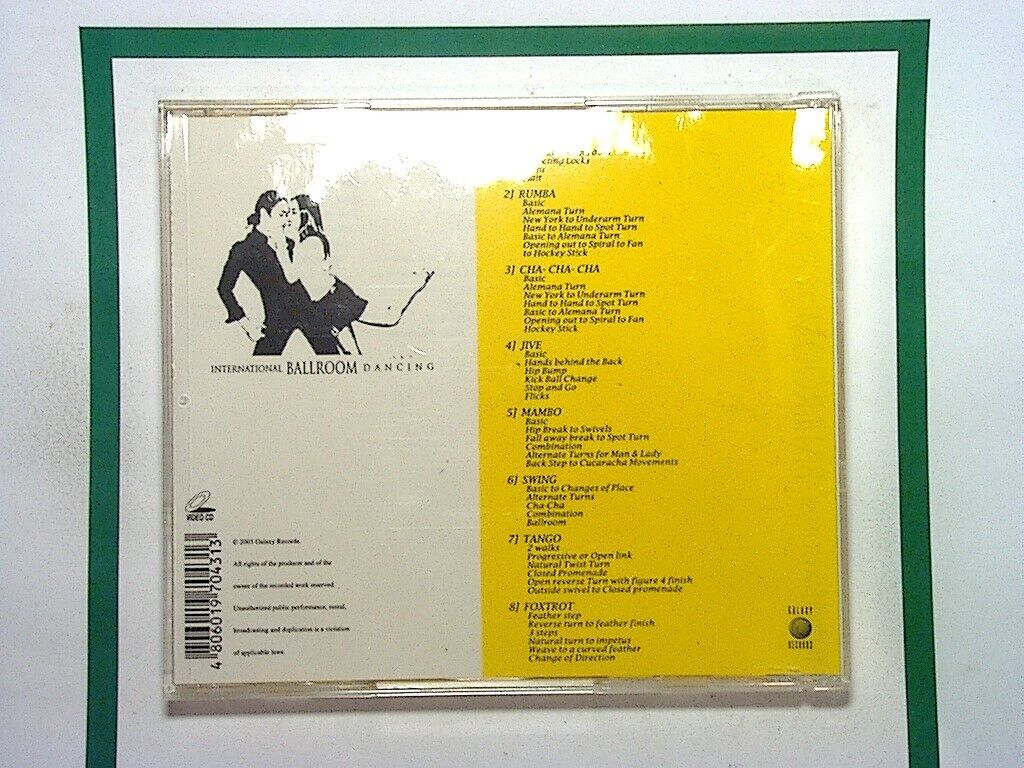 INTERNATIONAL BALLROOM DANCING
VIDEO CD
© 2003 Galaxy Records.
All rights of the producers and of the
owner of the recorded work reserved.
Unauthorized public performance, rental,
broadcasting and duplication is a violation
of applicable laws.
4 806019 704313
Locks
2] RUMBA
Basic
Alemana Turn
New York to Underarm Turn
Hand to Hand to Spot Turn
Basic to Alemana Turn
Opening out to Spiral to Fan
to Hockey Stick
3] CHA-CHA-CHA
Basic
Alemana Turn
New York to Underarm Turn
Hand to Hand to Spot Turn
Basic to Alemana Turn
Opening out to Spiral to Fan
Hockey Stick
4] JIVE
Basic
Hands behind the Back
Hip Bump
Kick Ball Change
Stop and Go
Flicks
5] MAMBO
Basic
Hip Break to Swivels
Fall away break to Spot Turn
Combination
Alternate Turns for Man & Lady
Back Step to Cucaracha Movements
6] SWING
Basic to Changes of Place
Alternate Turns
Cha-Cha
Combination
Ballroom
7] TANGO
2 walks
Progressive or Open link
Natural Twist Turn
Closed Promenade
Open reverse Turn with figure 4 finish
Outside swivel to Closed promenade
8] FOXTROT
Feather step
Reverse turn to feather finish
3 steps
Natural turn to impetus
Weave to a curved feather
Change of Direction
GALAXY
RECORDS